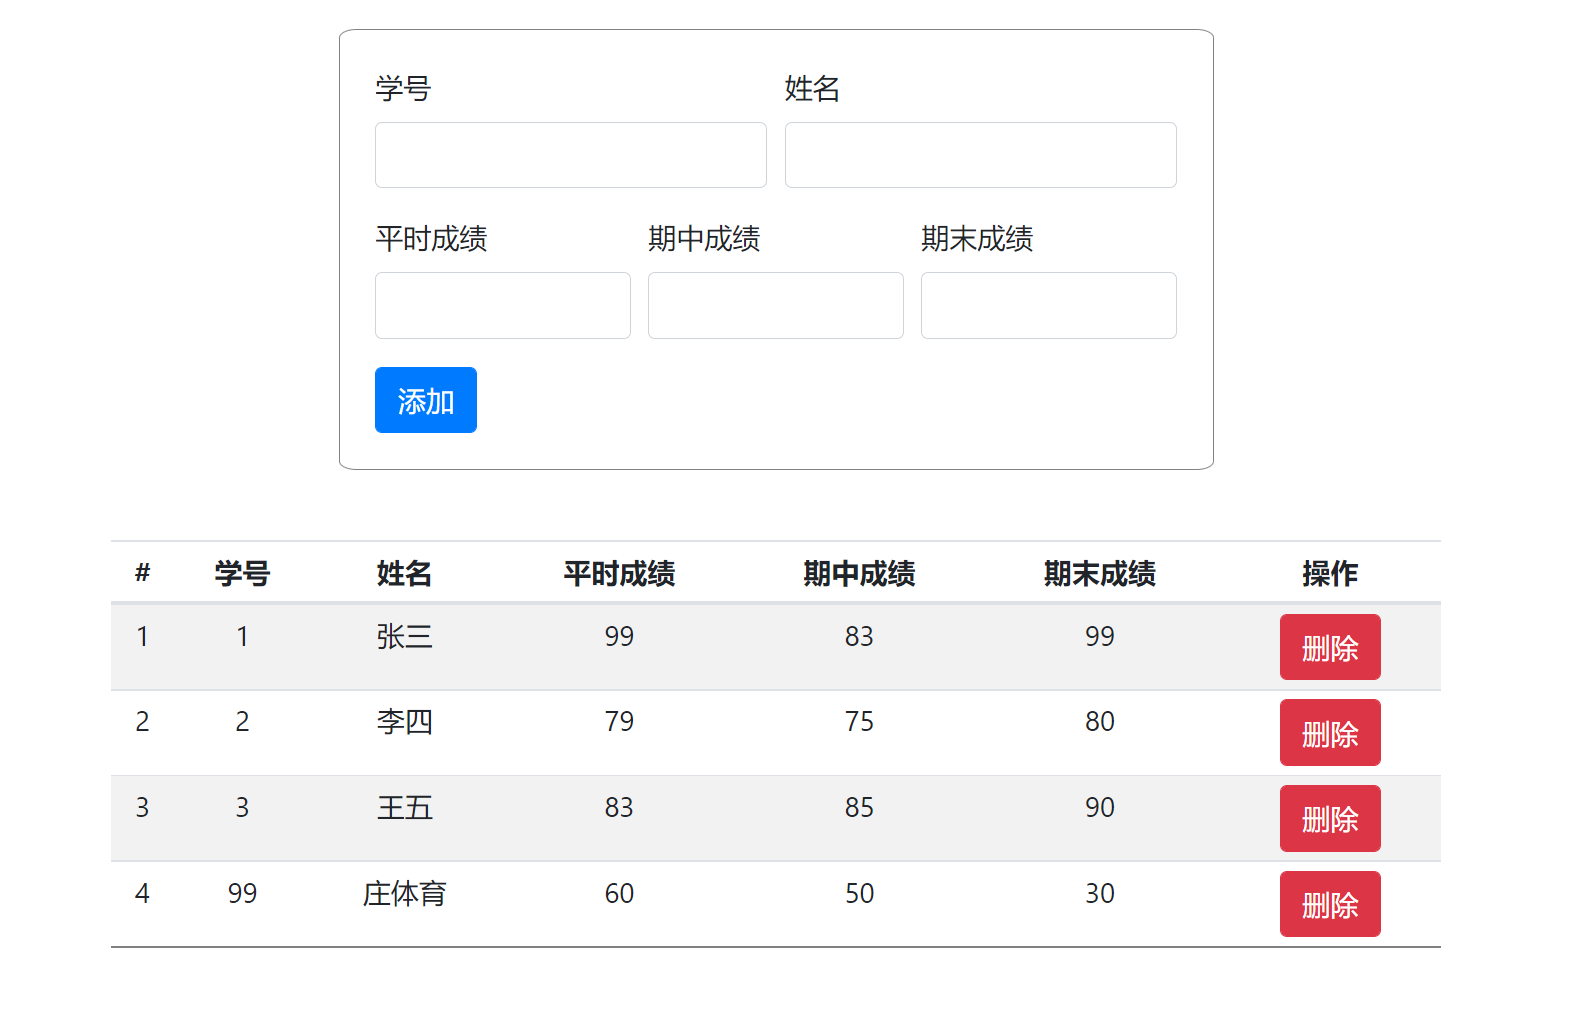 学号 姓名
平时成绩 期中成绩 期末成绩
添加
# 学号 姓名 平时成绩 期中成绩 期末成绩 操作
1 1 张三 99 83 99 删除
2 2 李四 79 75 80 删除
3 3 王五 83 85 90 删除
4 99 庄体育 60 50 30 删除